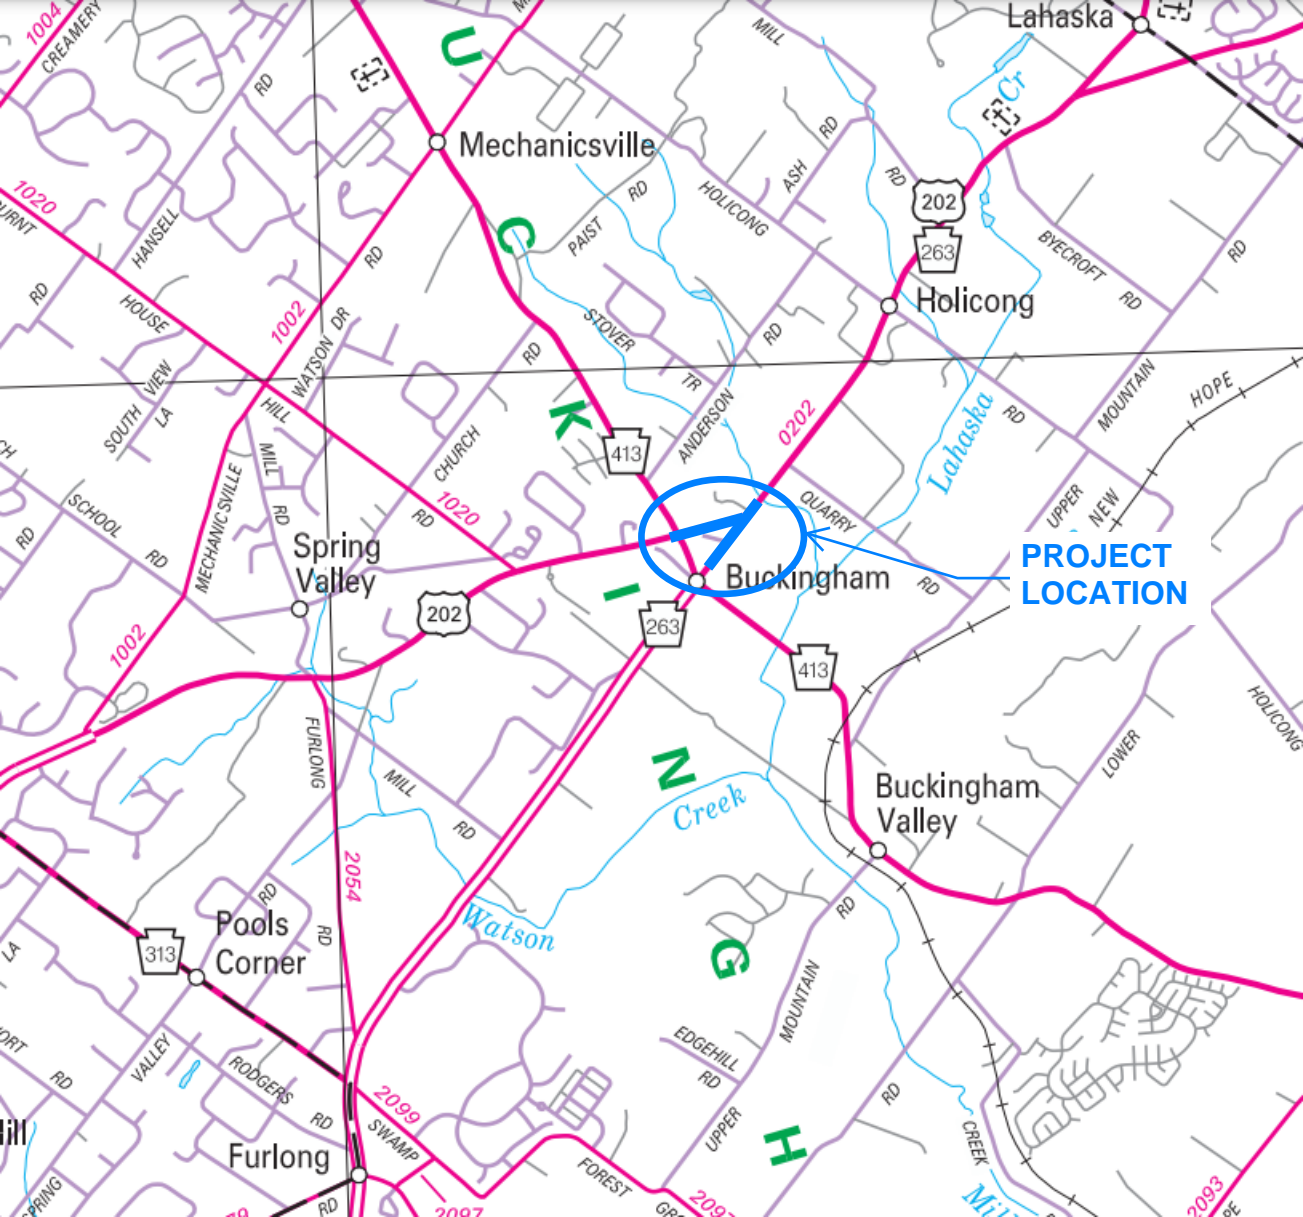 1004
CREAMERY
RD
U
MILL
Lahaska
Cr
Mechanicsville
ASH
RD
RD
RD
HOLICONG
202
263
1020
HANSELL
C
PAIST
RD
BYECROFT
RD
RD
RD
HOUSE
1002
WATSON DR
STOVER
TR
RD
RD
Holicong
SOUTH VIEW
LA
HILL
K
413
ANDERSON
0202
RD
MOUNTAIN
HOPE
NEW
UPPER
Lahaska
CHURCH
RD
1020
MILL
RD
MECHANICSVILLE
SCHOOL
RD
RD
QUARRY
RD
Spring
Valley
202
I
Buckingham
263
413
PROJECT
LOCATION
1002
FURLONG
RD
MILL
RD
N
Creek
Buckingham
Valley
LOWER
HOLICONG
2054
RD
Pools
Corner
313
LA
Watson
G
RD
MOUNTAIN
EDGEHILL
RD
UPPER
RD
VALLEY
RODGERS
RD
RD
2099
SWAMP
Furlong
RD
FOREST
H
CREEK
2093
2097